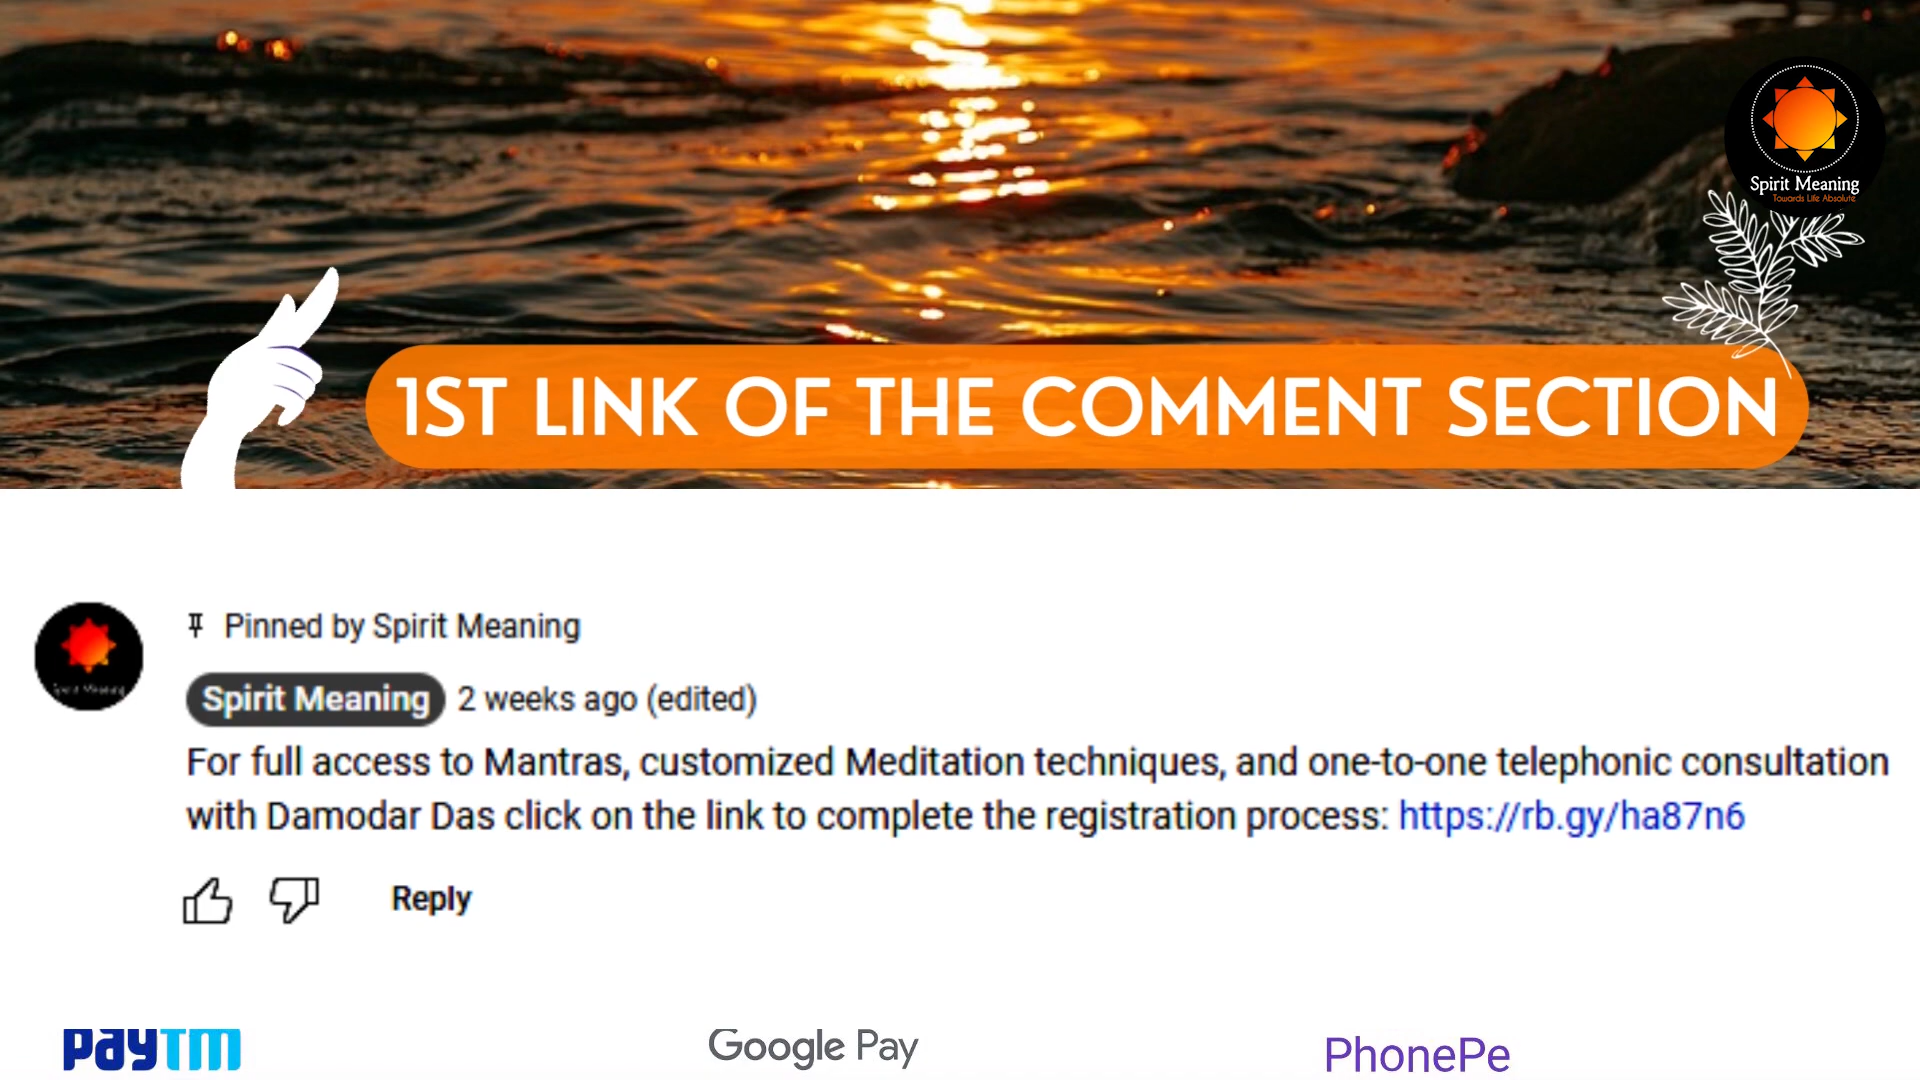 Spirit Meaning
Towards Life Absolute
1ST LINK OF THE COMMENT SECTION
Pinned by Spirit Meaning
Spirit Meaning 2 weeks ago (edited)
For full access to Mantras, customized Meditation techniques, and one-to-one telephonic consultation
with Damodar Das click on the link to complete the registration process: https://rb.gy/ha87n6
Reply
paytm Google Pay PhonePe